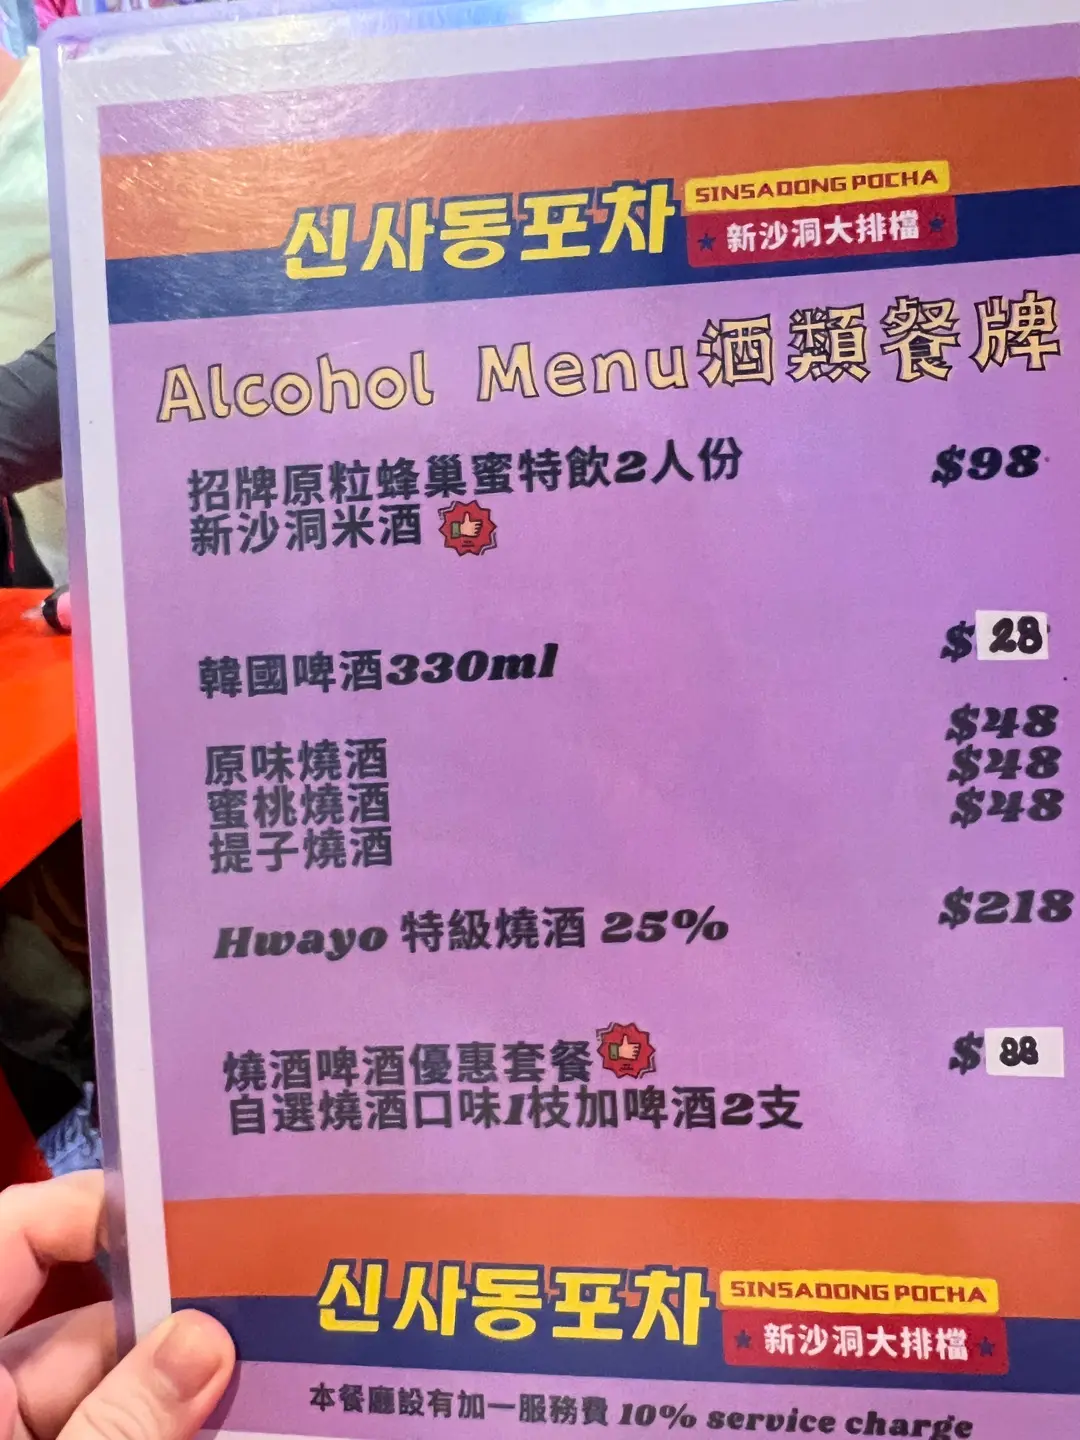 신사동포차 SINSADONG POCHA
新沙洞大排檔
Alcohol Menu 酒類餐牌
招牌原粒蜂巢蜜特飲2人份 $98
新沙洞米酒
韓國啤酒330ml $28
原味燒酒 $48
蜜桃燒酒 $48
提子燒酒 $48
Hwayo 特級燒酒 25% $218
燒酒啤酒優惠套餐 $88
自選燒酒口味1枝加啤酒2支
신사동포차 SINSADONG POCHA
新沙洞大排檔
本餐廳設有加一服務費 10% service charge